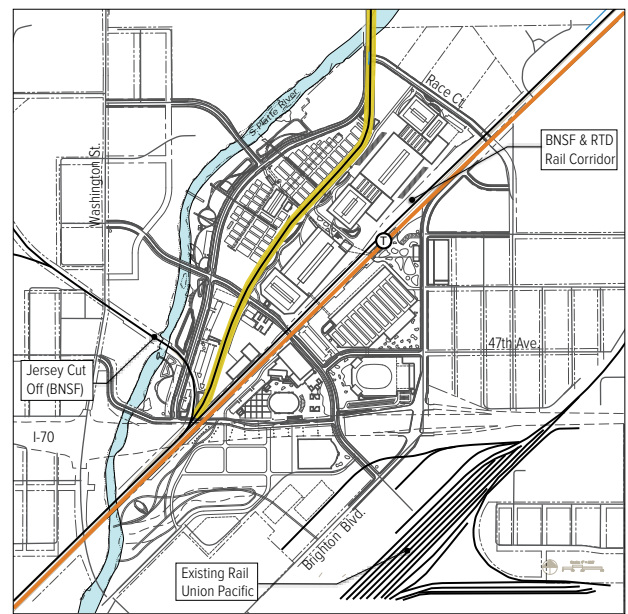 S. Platte River
Race Ct.
BNSF & RTD
Rail Corridor
Washington St.
T
47th Ave.
Jersey Cut
Off (BNSF)
I-70
Brighton Blvd.
Existing Rail
Union Pacific